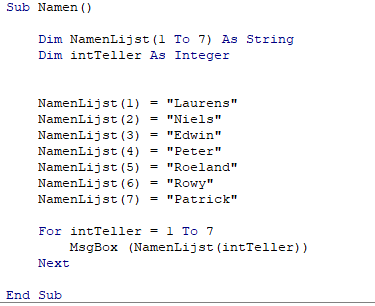 Sub Namen()
Dim NamenLijst(1 To 7) As String
Dim intTeller As Integer
NamenLijst(1) = "Laurens"
NamenLijst(2) = "Niels"
NamenLijst(3) = "Edwin"
NamenLijst(4) = "Peter"
NamenLijst(5) = "Roeland"
NamenLijst(6) = "Rowy"
NamenLijst(7) = "Patrick"
For intTeller = 1 To 7
MsgBox (NamenLijst(intTeller))
Next
End Sub